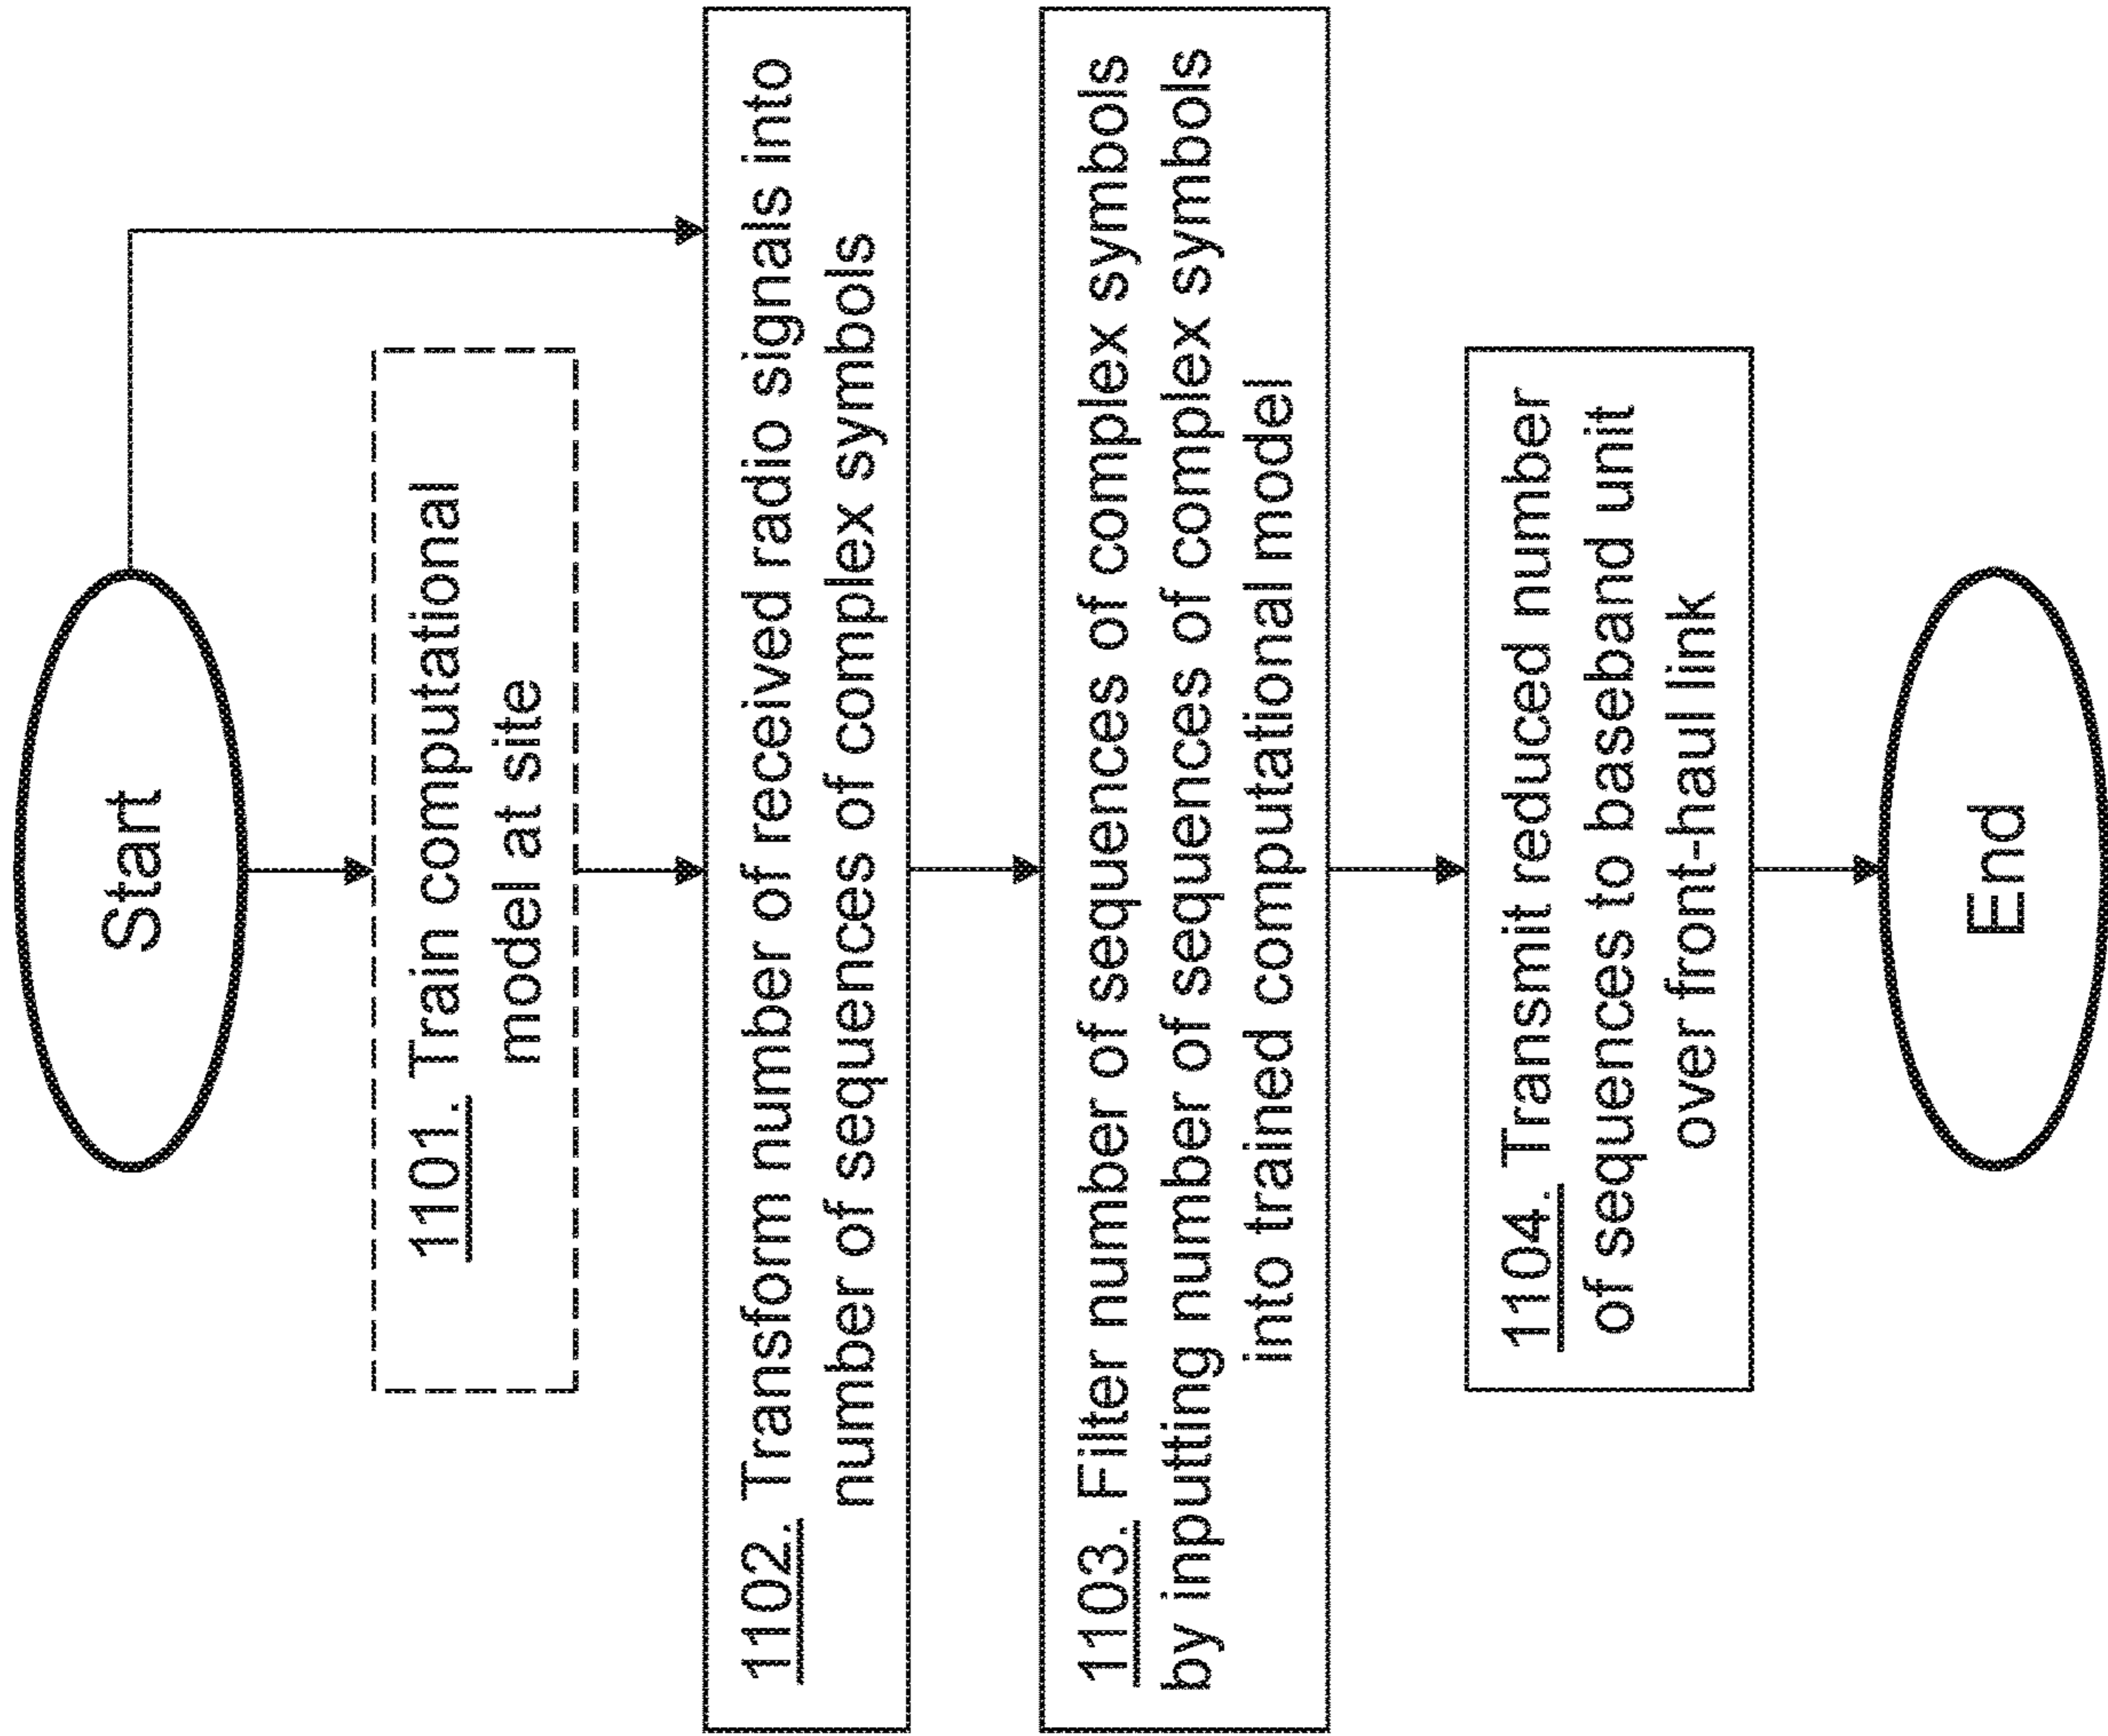 Start
1101. Train computational
model at site
1102. Transform number of received radio signals into
number of sequences of complex symbols
1103. Filter number of sequences of complex symbols
by inputting number of sequences of complex symbols
into trained computational model
1104. Transmit reduced number
of sequences to baseband unit
over front-haul link
End